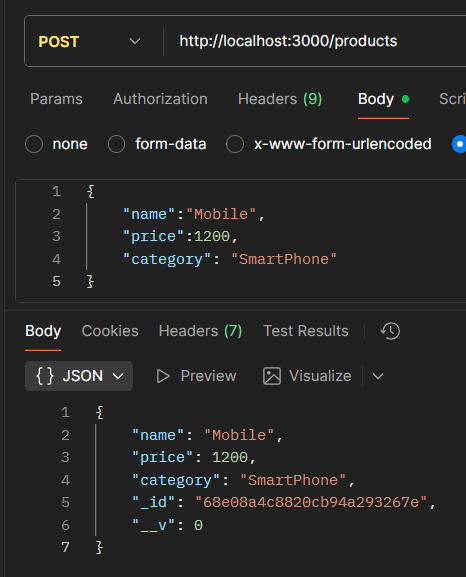 POST http://localhost:3000/products
Params Authorization Headers (9) Body Scri
none form-data x-www-form-urlencoded
1 {
2 "name":"Mobile",
3 "price":1200,
4 "category": "SmartPhone"
5 }
Body Cookies Headers (7) Test Results
{} JSON Preview Visualize
1 {
2 "name": "Mobile",
3 "price": 1200,
4 "category": "SmartPhone",
5 "_id": "68e08a4c8820cb94a293267e",
6 "__v": 0
7 }